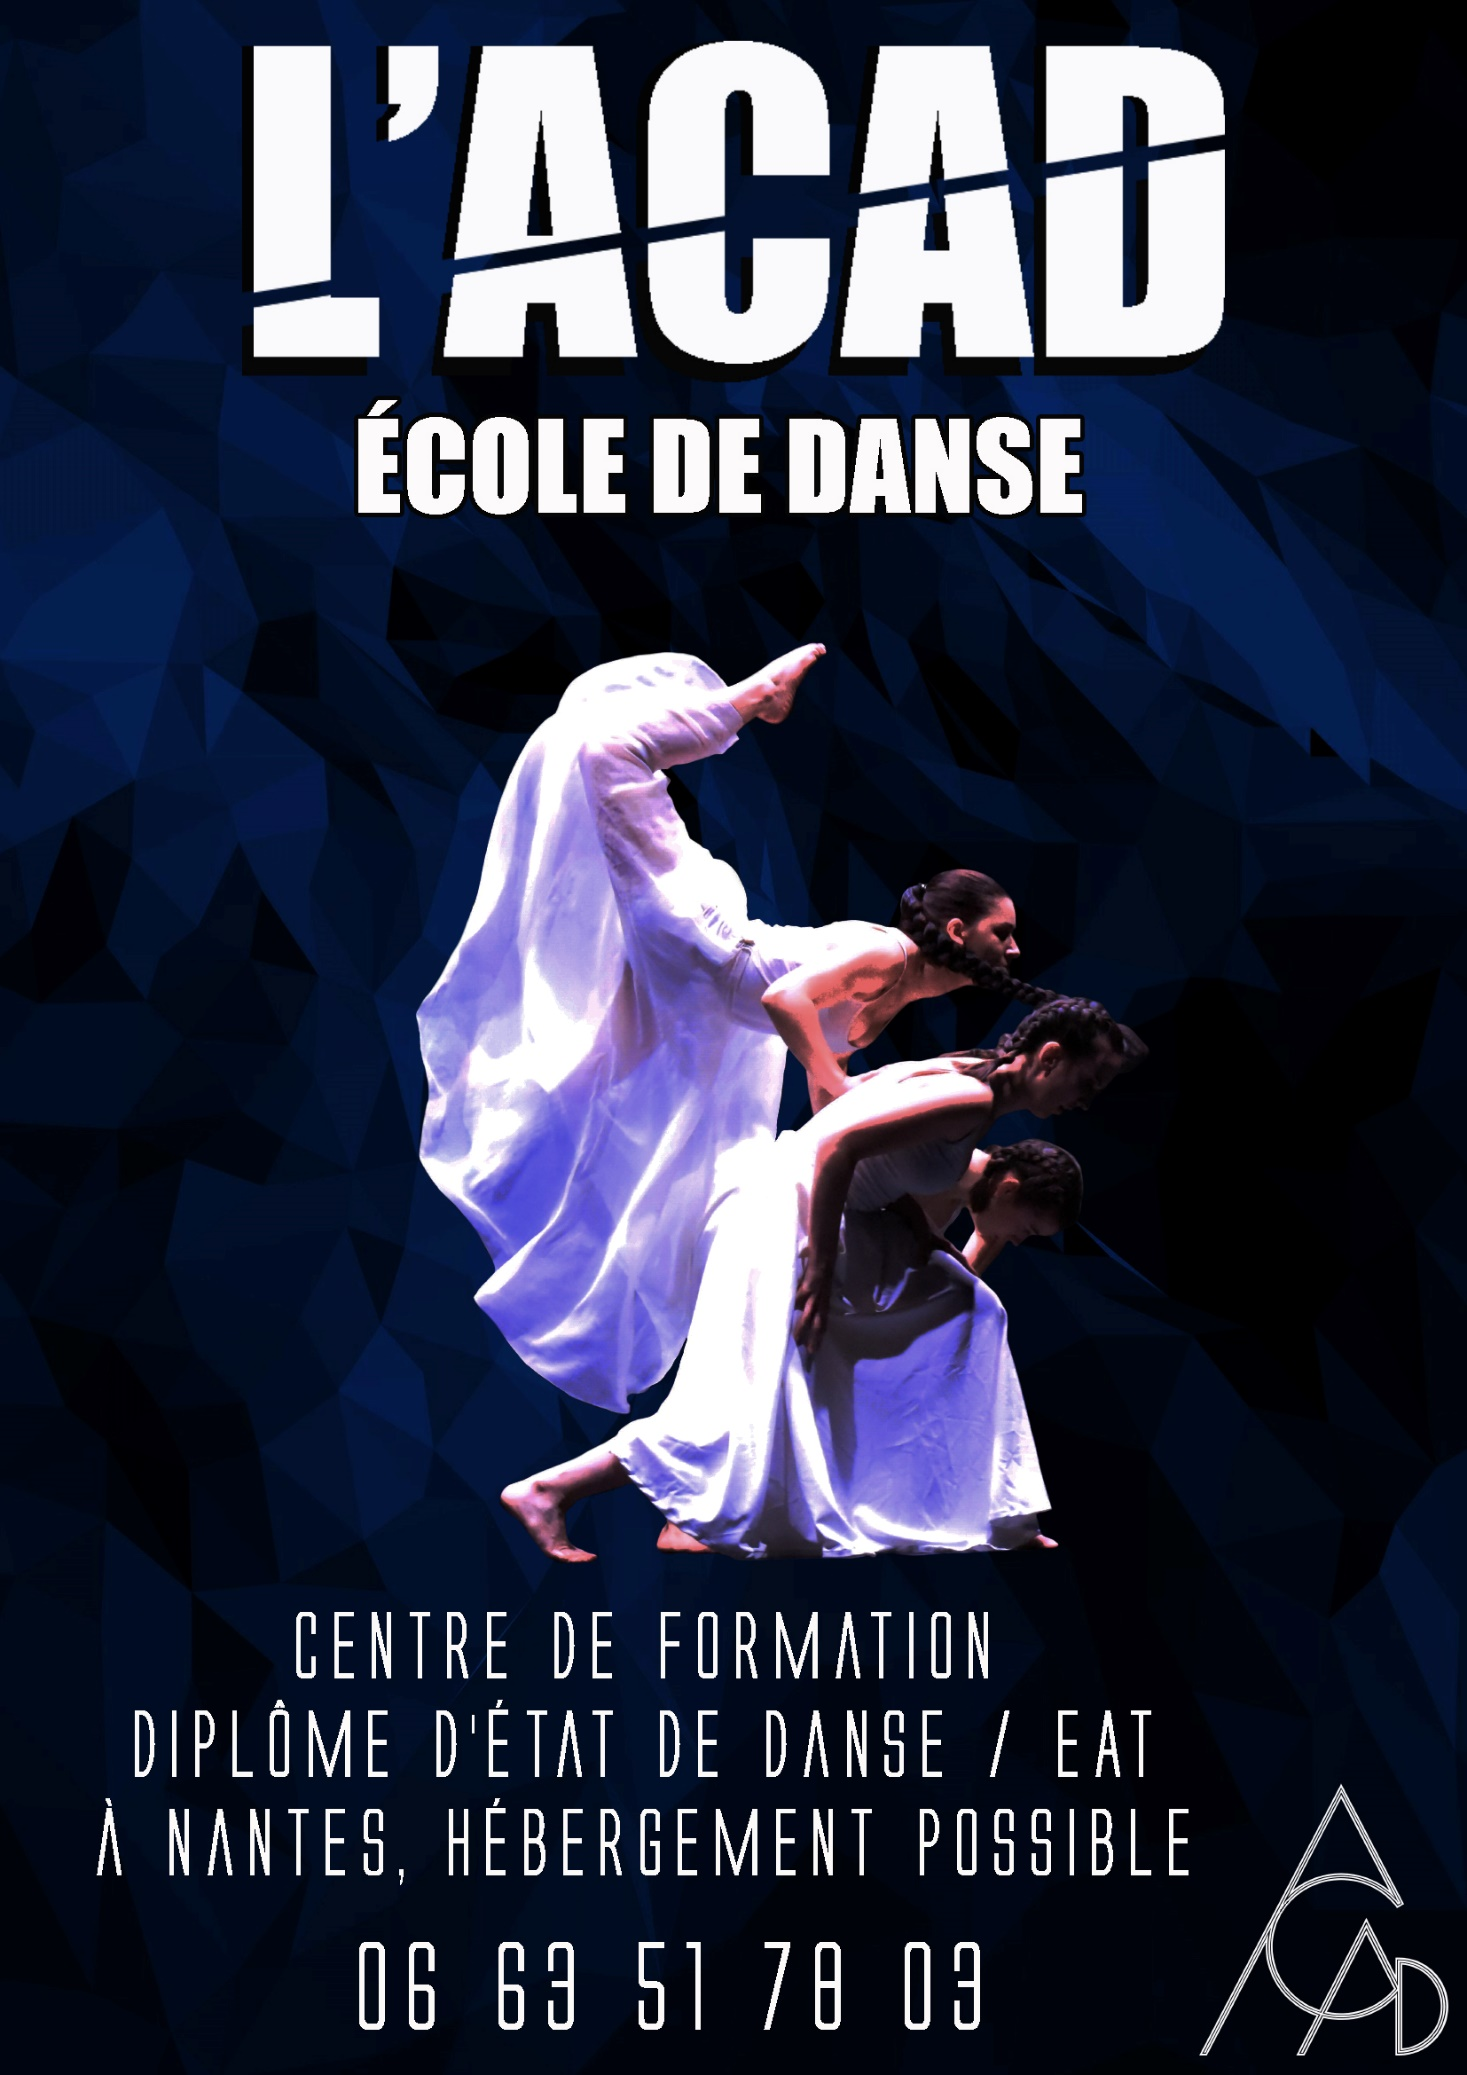 L'ACAD
ÉCOLE DE DANSE
CENTRE DE FORMATION
DIPLÔME D'ÉTAT DE DANSE / EAT
À NANTES, HÉBERGEMENT POSSIBLE
06 63 51 78 03
ACAD